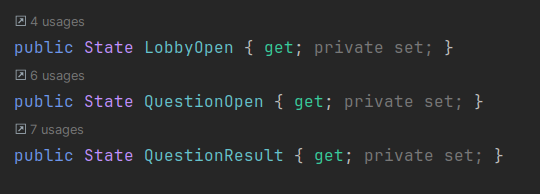 4 usages
public State LobbyOpen { get; private set; }
6 usages
public State QuestionOpen { get; private set; }
7 usages
public State QuestionResult { get; private set; }